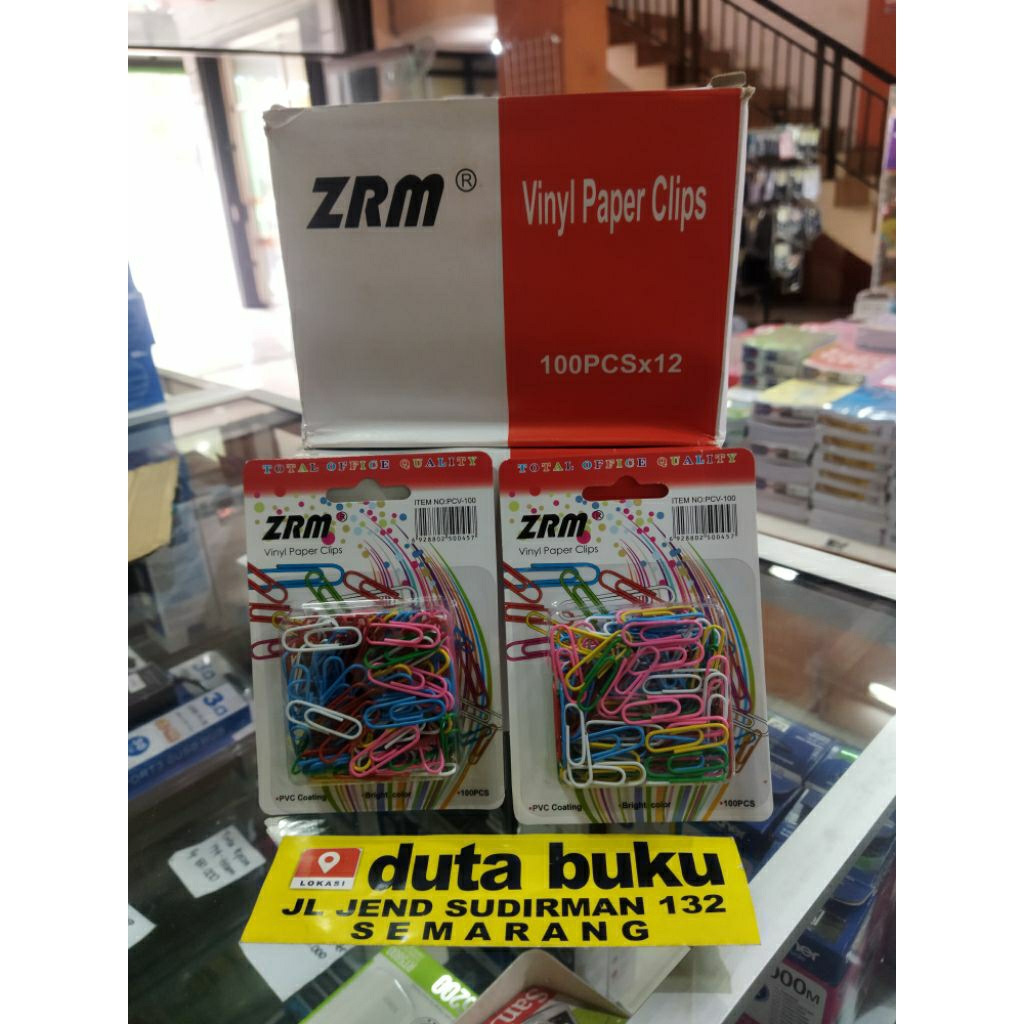 ZRM ®
Vinyl Paper Clips
100PCSx12
TOTAL OFFICE QUALITY
ITEM NO:PCV-100
ZRM ®
6928802500457
Vinyl Paper Clips
•PVC Coating •Bright color •100PCS
TOTAL OFFICE QUALITY
ITEM NO:PCV-100
ZRM ®
6928802500457
Vinyl Paper Clips
•PVC Coating •Bright color •100PCS
LOKASI
duta buku
JL JEND SUDIRMAN 132
SEMARANG